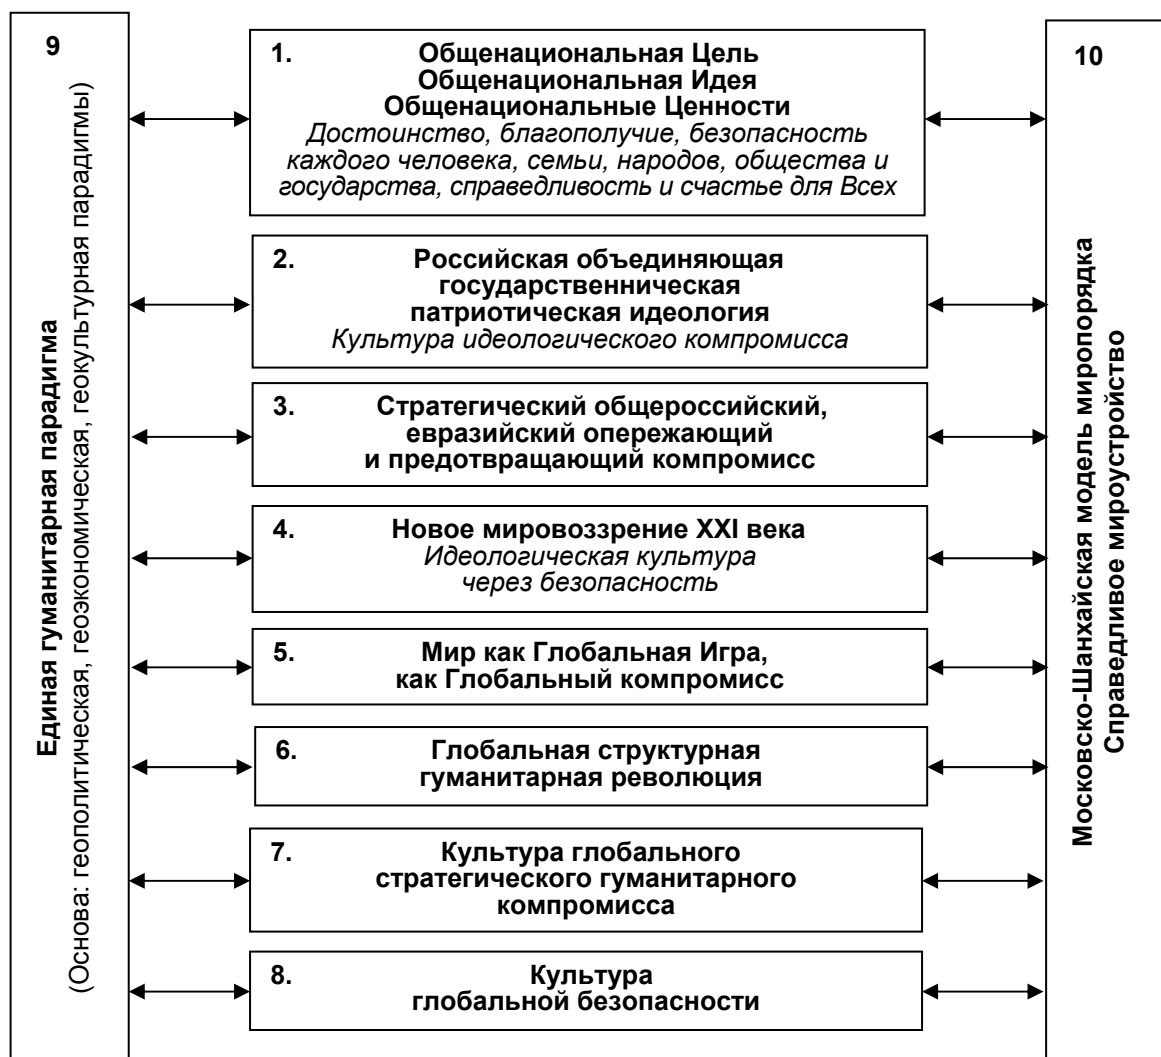 9
Единая гуманитарная парадигма
(Основа: геополитическая, геоэкономическая, геокультурная парадигмы)
1. Общенациональная Цель
Общенациональная Идея
Общенациональные Ценности
Достоинство, благополучие, безопасность
каждого человека, семьи, народов, общества и
государства, справедливость и счастье для Всех
2. Российская объединяющая
государственническая
патриотическая идеология
Культура идеологического компромисса
3. Стратегический общероссийский,
евразийский опережающий
и предотвращающий компромисс
4. Новое мировоззрение XXI века
Идеологическая культура
через безопасность
5. Мир как Глобальная Игра,
как Глобальный компромисс
6. Глобальная структурная
гуманитарная революция
7. Культура глобального
стратегического гуманитарного
компромисса
8. Культура
глобальной безопасности
10
Московско-Шанхайская модель миропорядка
Справедливое мироустройство